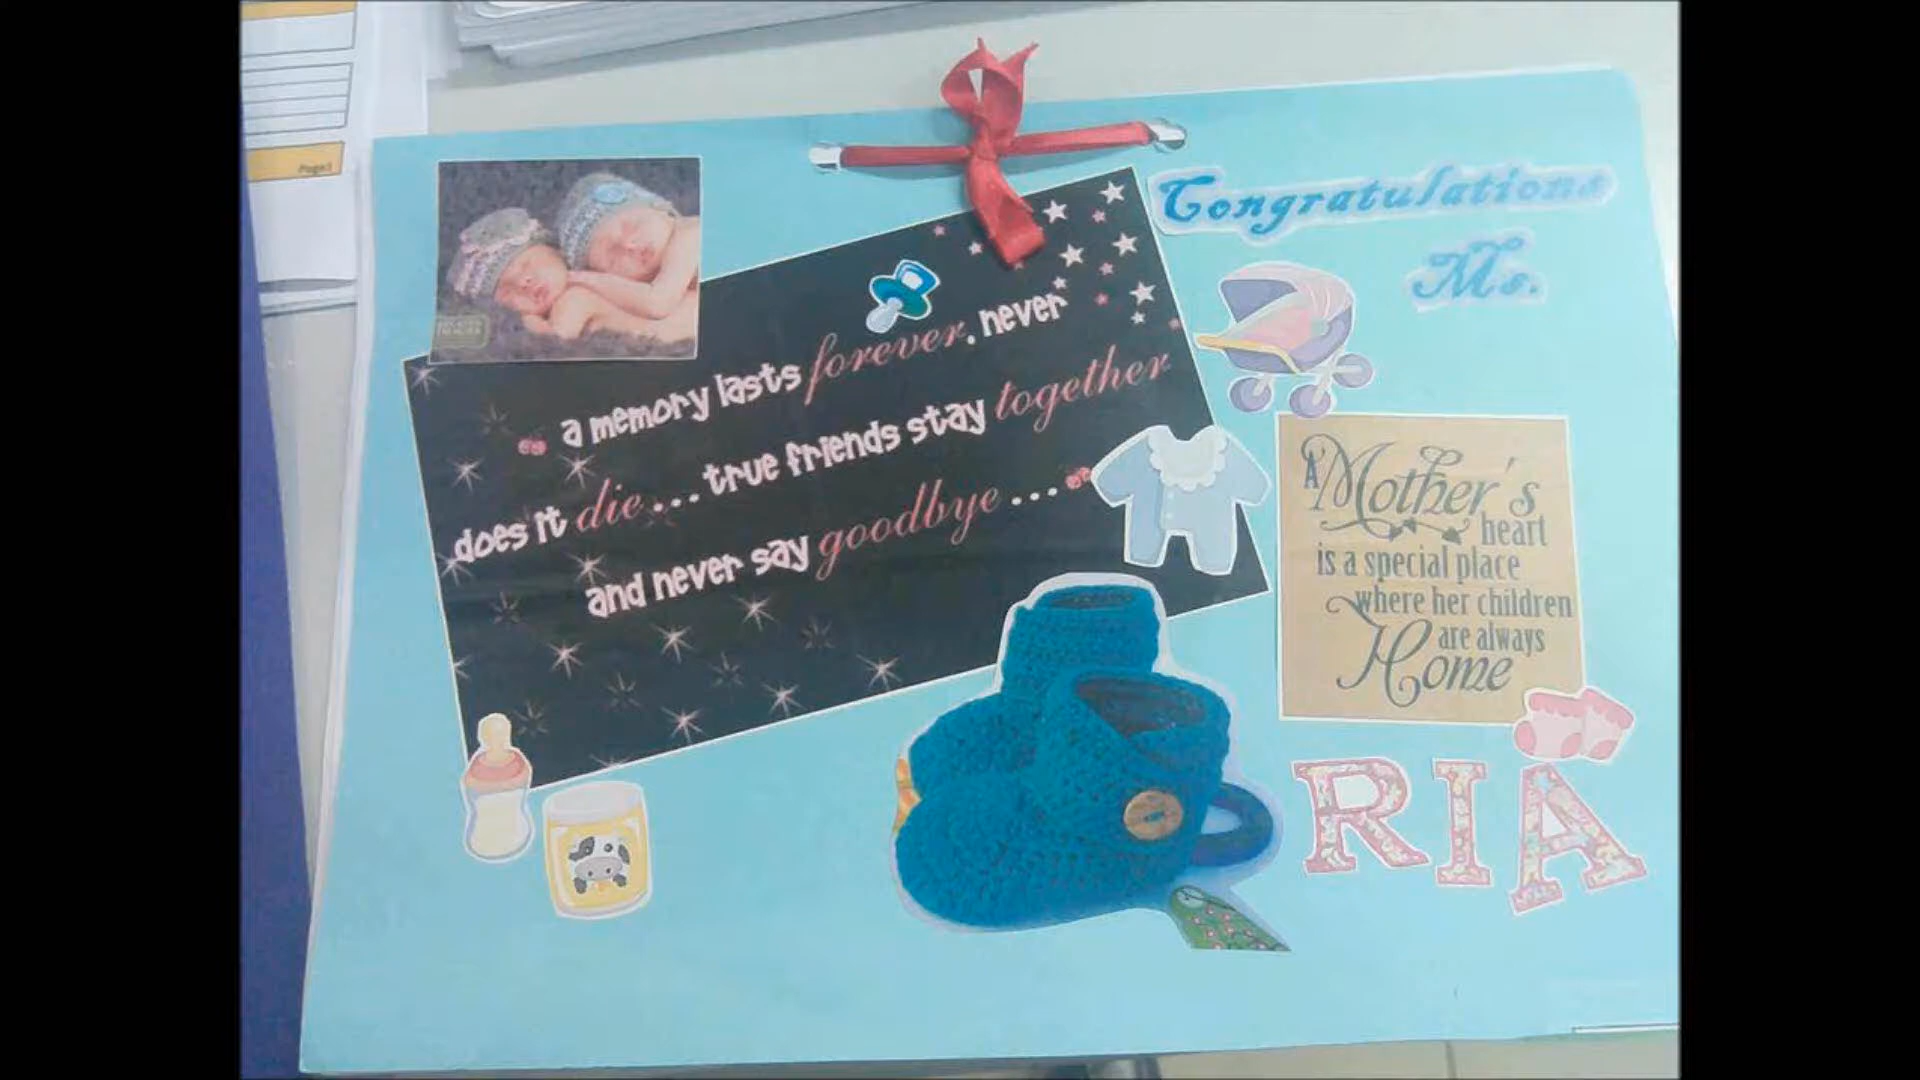 Page1
Congratulations
Ms.
a memory lasts forever, never
does it die...true friends stay together
and never say goodbye...
A Mother's
heart
is a special place
where her children
are always
Home
RIA